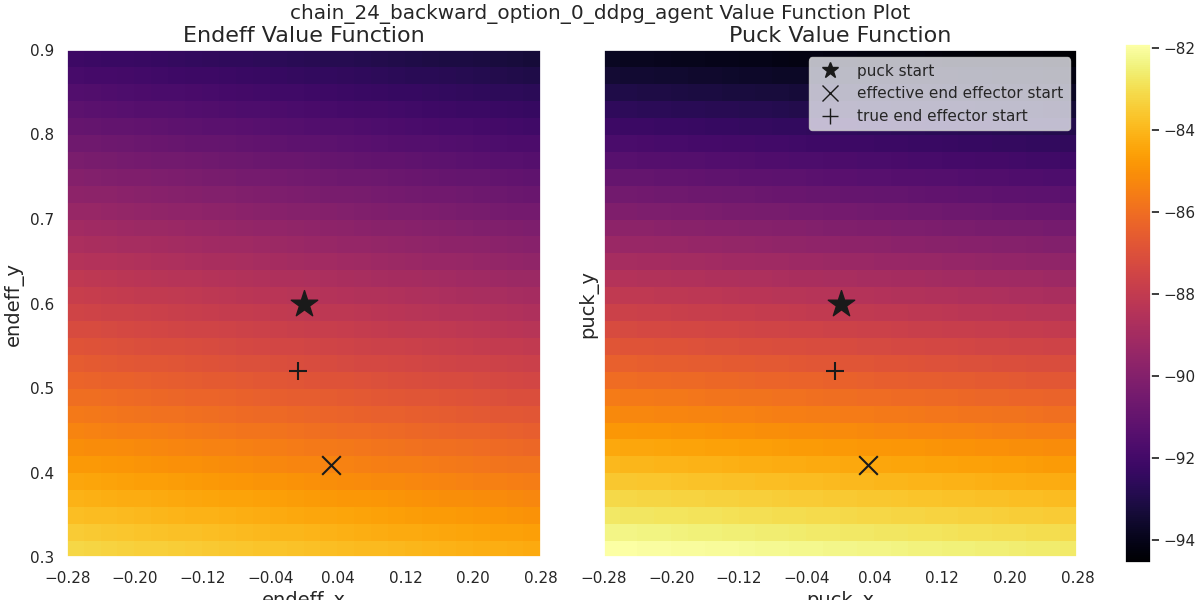 chain_24_backward_option_0_ddpg_agent Value Function Plot
Endeff Value Function
Puck Value Function
puck start
effective end effector start
true end effector start
endeff_y
0.9
0.8
0.7
0.6
0.5
0.4
0.3
−0.28 −0.20 −0.12 −0.04 0.04 0.12 0.20 0.28
endeff_x
puck_y
−0.28 −0.20 −0.12 −0.04 0.04 0.12 0.20 0.28
puck_x
−82
−84
−86
−88
−90
−92
−94